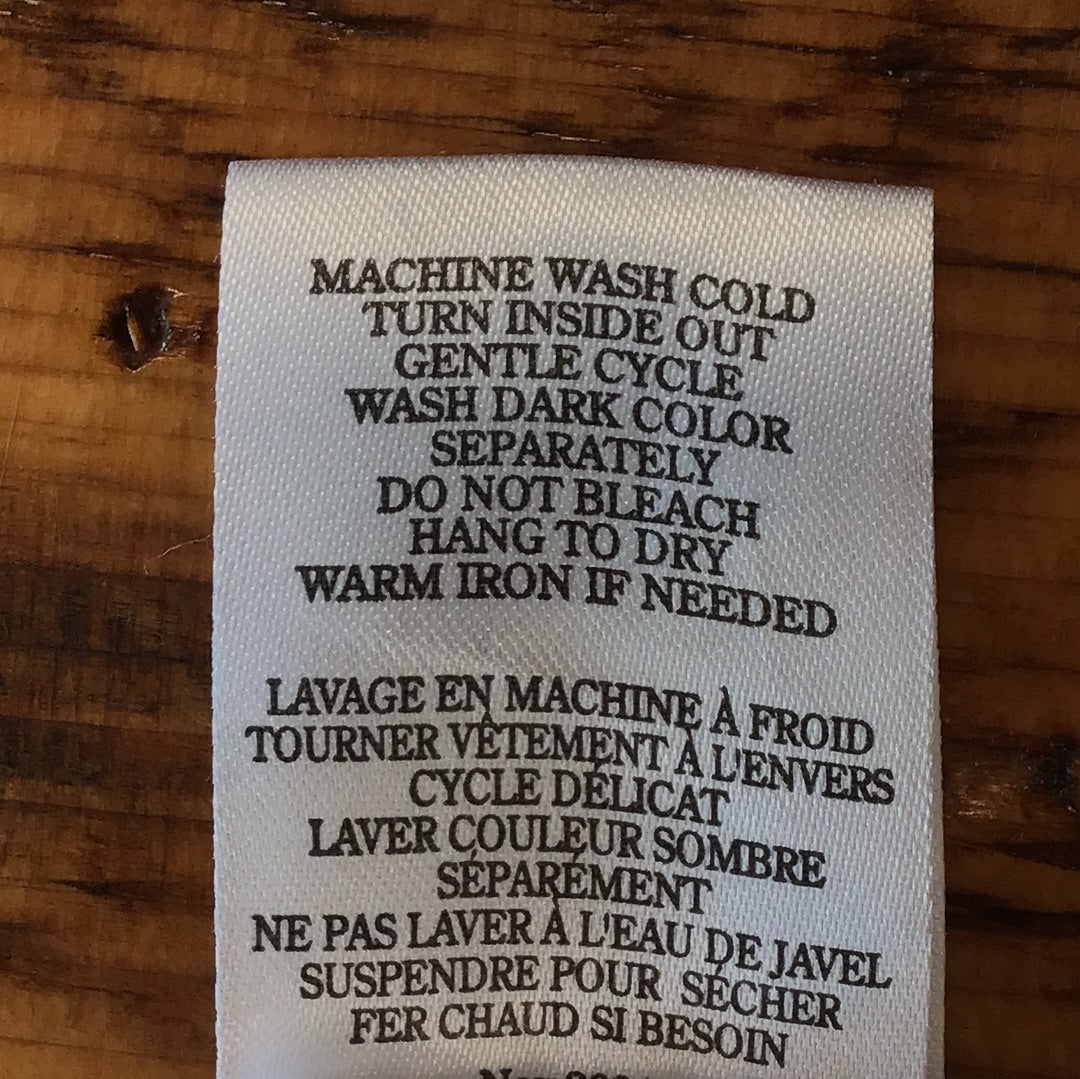 MACHINE WASH COLD
TURN INSIDE OUT
GENTLE CYCLE
WASH DARK COLOR
SEPARATELY
DO NOT BLEACH
HANG TO DRY
WARM IRON IF NEEDED
LAVAGE EN MACHINE À FROID
TOURNER VÊTEMENT À L'ENVERS
CYCLE DÉLICAT
LAVER COULEUR SOMBRE
SÉPARÉMENT
NE PAS LAVER À L'EAU DE JAVEL
SUSPENDRE POUR SÉCHER
FER CHAUD SI BESOIN